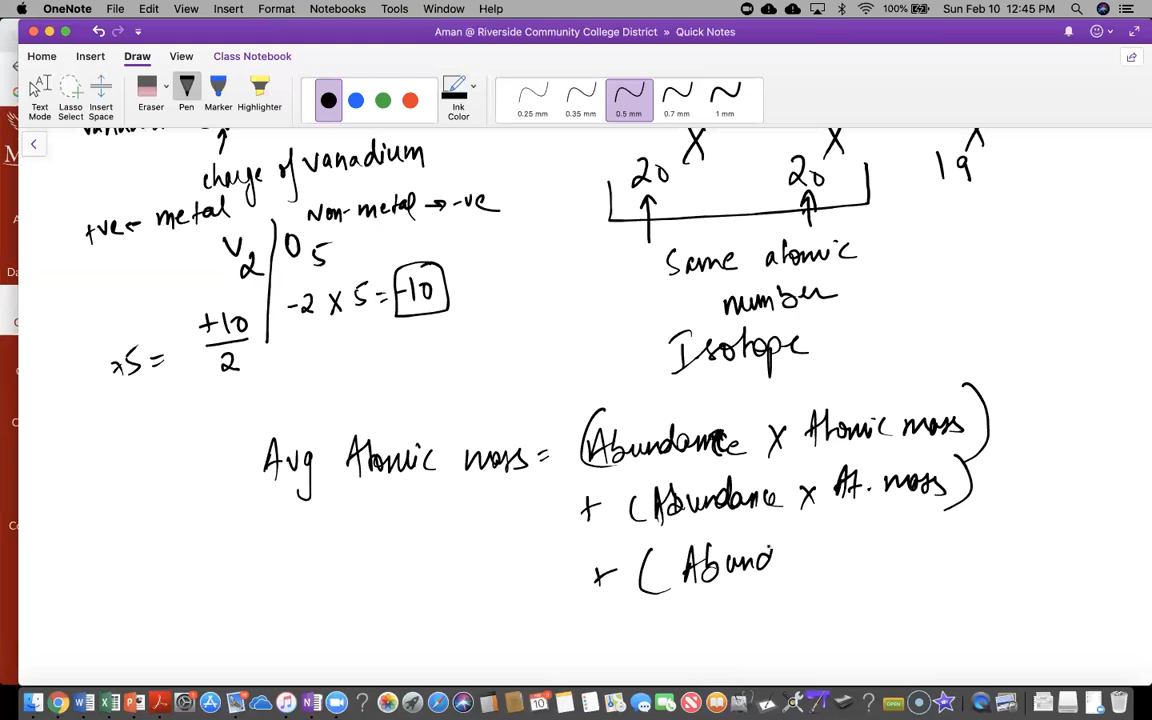 OneNote File Edit View Insert Format Notebooks Tools Window Help 100% Sun Feb 10 12:45 PM
Aman @ Riverside Community College District » Quick Notes
Home Insert Draw View Class Notebook
Text Mode Lasso Select Insert Space Eraser Pen Marker Highlighter Ink Color 0.25 mm 0.35 mm 0.5 mm 0.7 mm 1 mm
charge of vanadium
+ve ← metal Non-metal → -ve
V2 | O5
-2 x 5 = -10
+10
x5 =
2
X X X
20 20 19
Same atomic
number
Isotope
Avg Atomic mass = (Abundance x Atomic mass)
+ (Abundance x At. mass)
+ ( Abund